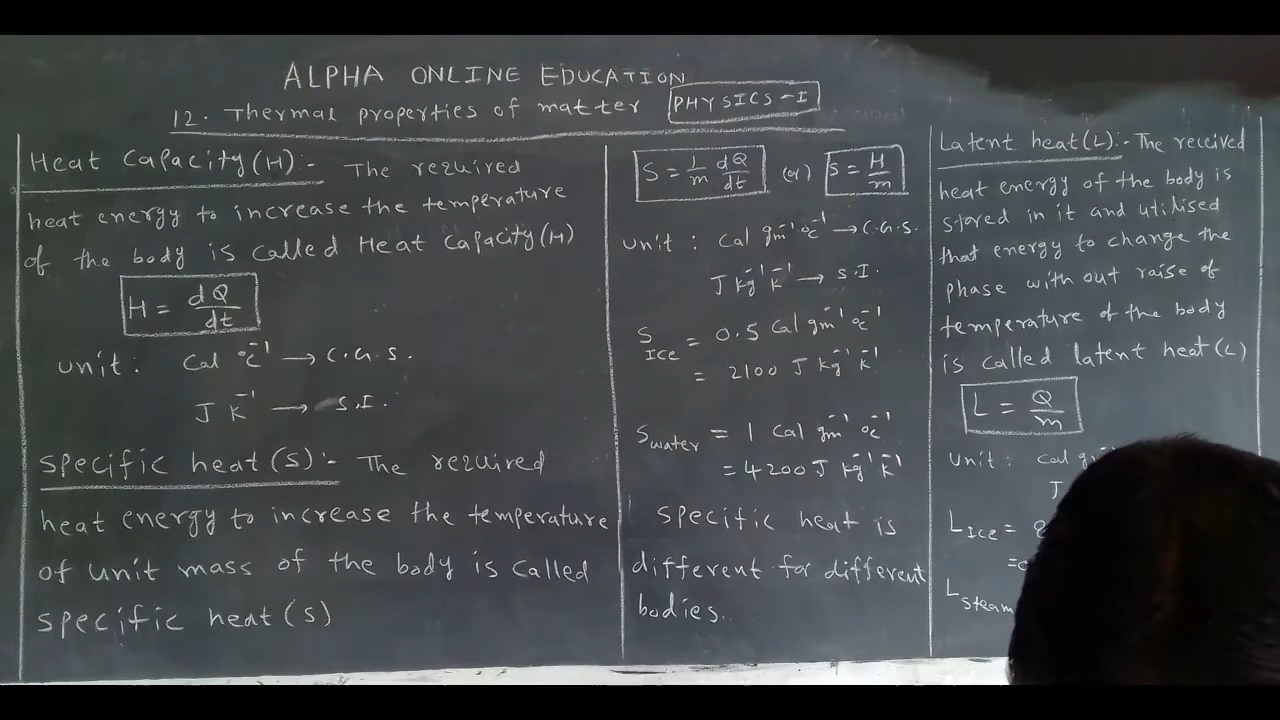 ALPHA ONLINE EDUCATION
12. Thermal properties of matter PHYSICS-I
Heat Capacity(H):- The required
heat energy to increase the temperature
of the body is called Heat Capacity(H)
H = dQ/dt
unit: Cal °C⁻¹ → C.G.S.
J K⁻¹ → S.I.
Specific heat(S):- The required
heat energy to increase the temperature
of unit mass of the body is called
specific heat(S)
S = 1/m dQ/dt (or) S = H/m
unit: Cal gm⁻¹ °C⁻¹ → C.G.S.
J kg⁻¹ K⁻¹ → S.I.
S Ice = 0.5 Cal gm⁻¹ °C⁻¹
= 2100 J kg⁻¹ K⁻¹
S water = 1 Cal gm⁻¹ °C⁻¹
= 4200 J kg⁻¹ K⁻¹
specific heat is
different for different
bodies.
Latent heat(L):- The received
heat energy of the body is
stored in it and utilised
that energy to change the
phase with out raise of
temperature of the body
is called latent heat(L)
L = Q/m
unit: Cal
J
L Ice =
=
L Steam